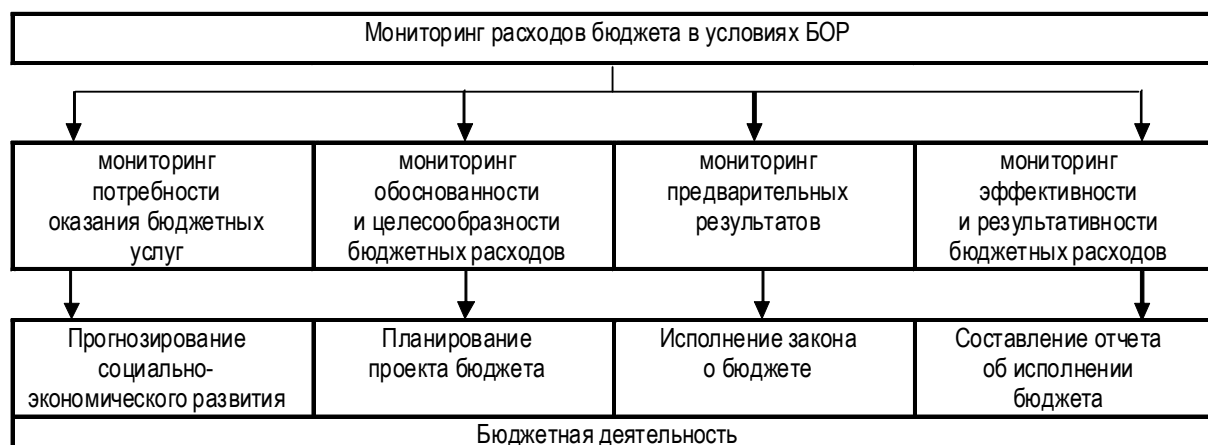 Мониторинг расходов бюджета в условиях БОР
мониторинг
потребности
оказания бюджетных
услуг
мониторинг
обоснованности
и целесообразности
бюджетных расходов
мониторинг
предварительных
результатов
мониторинг
эффективности
и результативности
бюджетных расходов
Прогнозирование
социально-
экономического развития
Планирование
проекта бюджета
Исполнение закона
о бюджете
Составление отчета
об исполнении
бюджета
Бюджетная деятельность